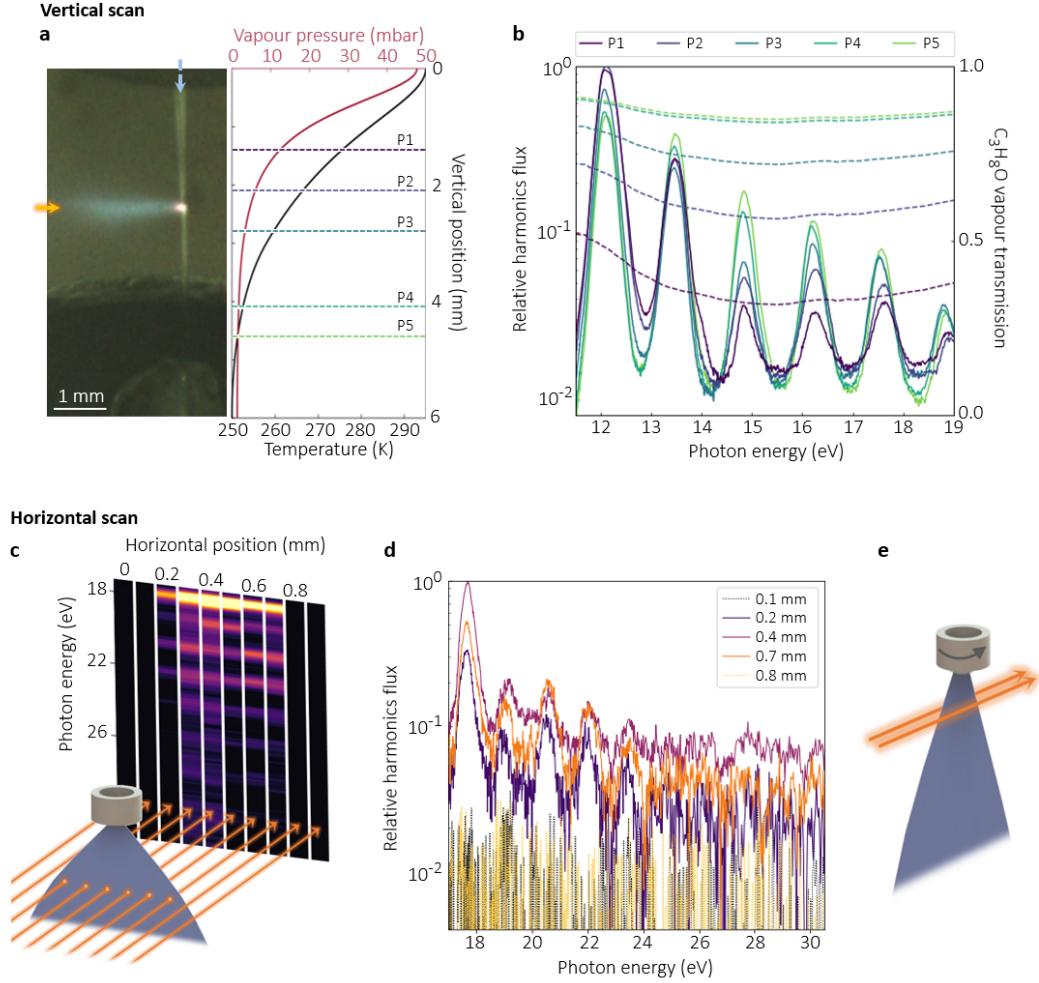 Vertical scan
a
Vapour pressure (mbar)
0 10 20 30 40 50
0
P1
P2
2
P3
P4
4
P5
6
Vertical position (mm)
1 mm
250 260 270 280 290
Temperature (K)
b
P1 P2 P3 P4 P5
10⁰
10⁻¹
10⁻²
Relative harmonics flux
1.0
0.5
0.0
C₃H₈O vapour transmission
12 13 14 15 16 17 18 19
Photon energy (eV)
Horizontal scan
c
Horizontal position (mm)
0 0.2 0.4 0.6 0.8
18
22
26
Photon energy (eV)
d
10⁰
10⁻¹
10⁻²
Relative harmonics flux
0.1 mm
0.2 mm
0.4 mm
0.7 mm
0.8 mm
18 20 22 24 26 28 30
Photon energy (eV)
e